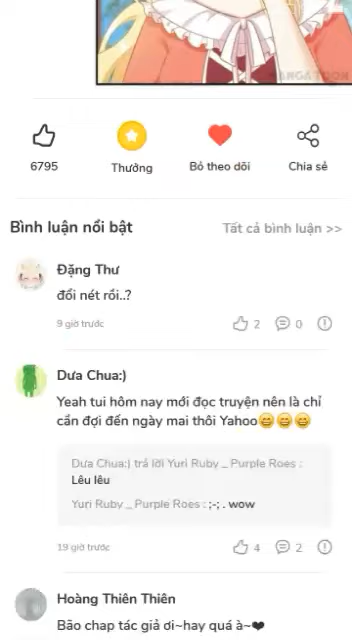 MANGATOON
6795
Thưởng
Bỏ theo dõi
Chia sẻ
Bình luận nổi bật
Tất cả bình luận >>
Đặng Thư
đổi nét rồi..?
9 giờ trước
2
0
Dưa Chua:)
Yeah tui hôm nay mới đọc truyện nên là chỉ
cần đợi đến ngày mai thôi Yahoo😄😄😄
Dưa Chua:) trả lời Yuri Ruby _ Purple Roes :
Lêu lêu
Yuri Ruby _ Purple Roes : ;-; . wow
19 giờ trước
4
2
Hoàng Thiên Thiên
Bão chap tác giả ơi~hay quá à~❤